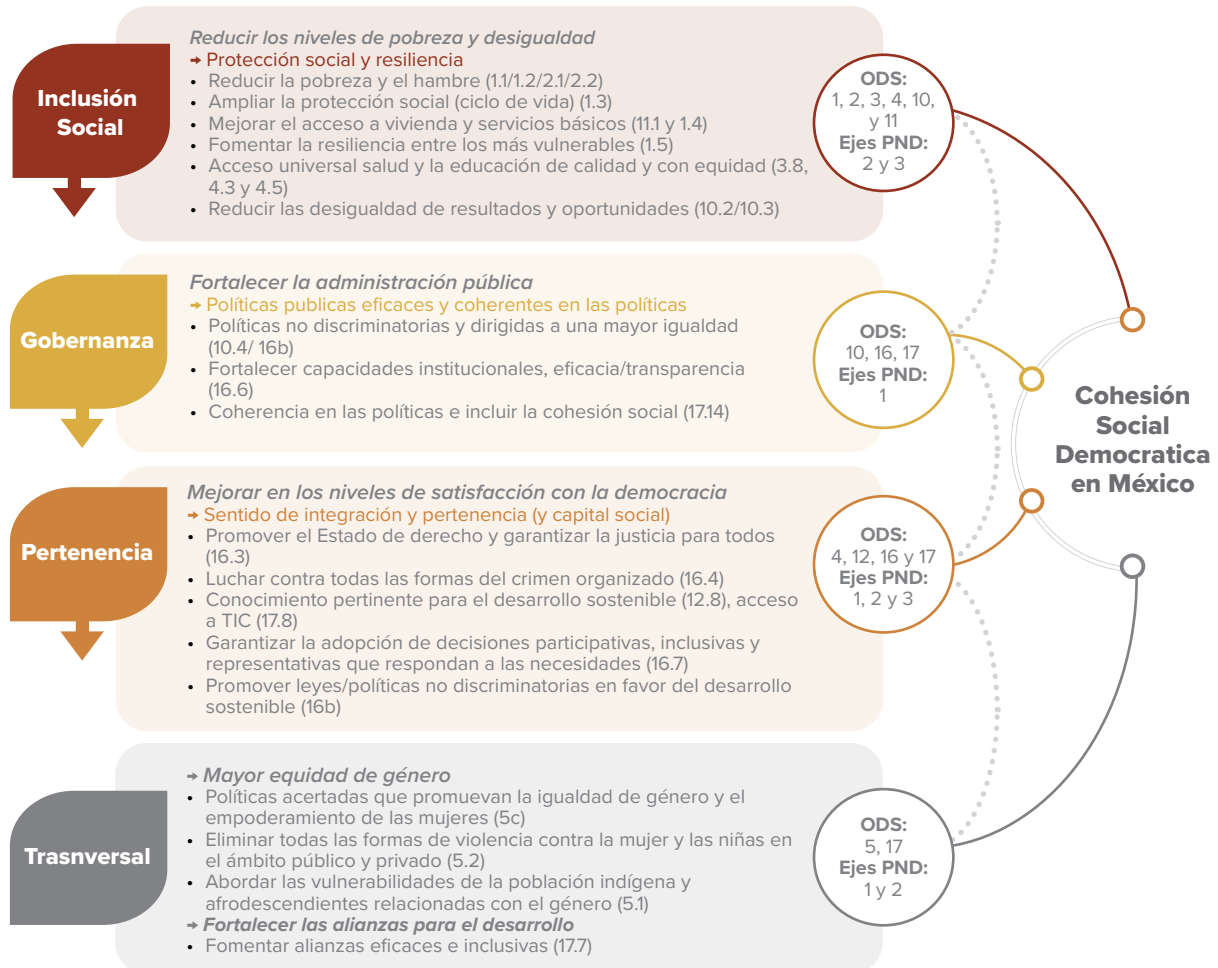 Inclusión
Social
Reducir los niveles de pobreza y desigualdad
➔ Protección social y resiliencia
• Reducir la pobreza y el hambre (1.1/1.2/2.1/2.2)
• Ampliar la protección social (ciclo de vida) (1.3)
• Mejorar el acceso a vivienda y servicios básicos (11.1 y 1.4)
• Fomentar la resiliencia entre los más vulnerables (1.5)
• Acceso universal salud y la educación de calidad y con equidad (3.8,
4.3 y 4.5)
• Reducir las desigualdad de resultados y oportunidades (10.2/10.3)
ODS:
1, 2, 3, 4, 10,
y 11
Ejes PND:
2 y 3
Gobernanza
Fortalecer la administración pública
➔ Políticas publicas eficaces y coherentes en las políticas
• Políticas no discriminatorias y dirigidas a una mayor igualdad
(10.4/ 16b)
• Fortalecer capacidades institucionales, eficacia/transparencia
(16.6)
• Coherencia en las políticas e incluir la cohesión social (17.14)
ODS:
10, 16, 17
Ejes PND:
1
Pertenencia
Mejorar en los niveles de satisfacción con la democracia
➔ Sentido de integración y pertenencia (y capital social)
• Promover el Estado de derecho y garantizar la justicia para todos
(16.3)
• Luchar contra todas las formas del crimen organizado (16.4)
• Conocimiento pertinente para el desarrollo sostenible (12.8), acceso
a TIC (17.8)
• Garantizar la adopción de decisiones participativas, inclusivas y
representativas que respondan a las necesidades (16.7)
• Promover leyes/políticas no discriminatorias en favor del desarrollo
sostenible (16b)
ODS:
4, 12, 16 y 17
Ejes PND:
1, 2 y 3
Trasnversal
➔ Mayor equidad de género
• Políticas acertadas que promuevan la igualdad de género y el
empoderamiento de las mujeres (5c)
• Eliminar todas las formas de violencia contra la mujer y las niñas en
el ámbito público y privado (5.2)
• Abordar las vulnerabilidades de la población indígena y
afrodescendientes relacionadas con el género (5.1)
➔ Fortalecer las alianzas para el desarrollo
• Fomentar alianzas eficaces e inclusivas (17.7)
ODS:
5, 17
Ejes PND:
1 y 2
Cohesión
Social
Democratica
en México